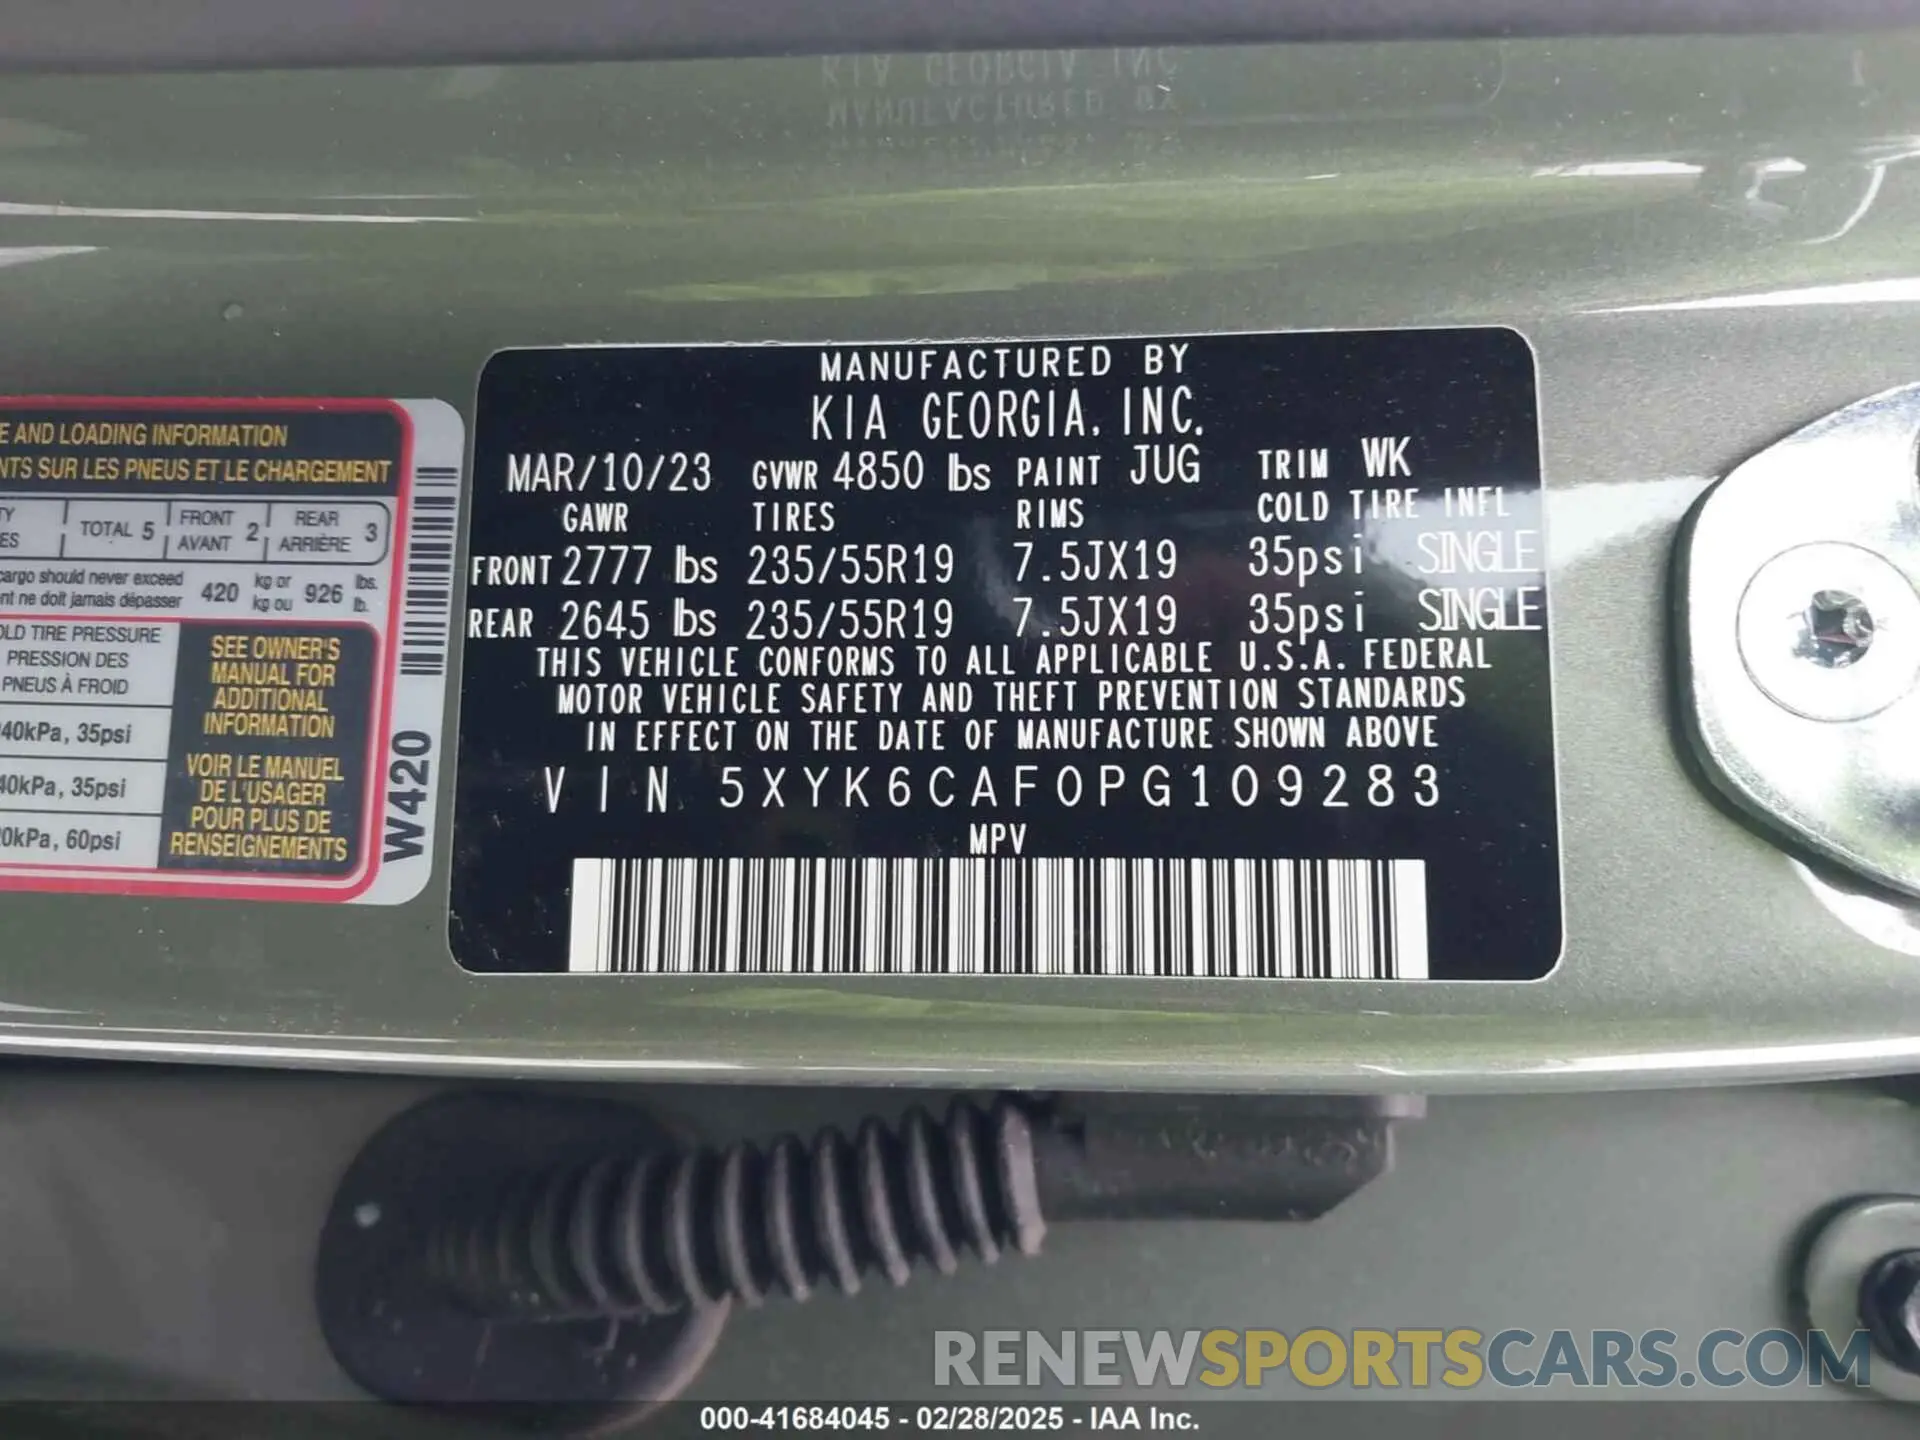 MANUFACTURED BY
KIA GEORGIA, INC.
MAR/10/23 GVWR 4850 lbs PAINT JUG TRIM WK
GAWR TIRES RIMS COLD TIRE INFL
FRONT 2777 lbs 235/55R19 7.5JX19 35psi SINGLE
REAR 2645 lbs 235/55R19 7.5JX19 35psi SINGLE
THIS VEHICLE CONFORMS TO ALL APPLICABLE U.S.A. FEDERAL
MOTOR VEHICLE SAFETY AND THEFT PREVENTION STANDARDS
IN EFFECT ON THE DATE OF MANUFACTURE SHOWN ABOVE
VIN 5XYK6CAF0PG109283
MPV
E AND LOADING INFORMATION
NTS SUR LES PNEUS ET LE CHARGEMENT
TY
ES
TOTAL 5
FRONT
AVANT 2
REAR
ARRIÈRE 3
cargo should never exceed
nt ne doit jamais dépasser
420 kg or
kg ou 926 lbs.
lb.
OLD TIRE PRESSURE
PRESSION DES
PNEUS À FROID
40kPa, 35psi
40kPa, 35psi
0kPa, 60psi
SEE OWNER'S
MANUAL FOR
ADDITIONAL
INFORMATION
VOIR LE MANUEL
DE L'USAGER
POUR PLUS DE
RENSEIGNEMENTS
W420
RENEWSPORTSCARS.COM
000-41684045 - 02/28/2025 - IAA Inc.